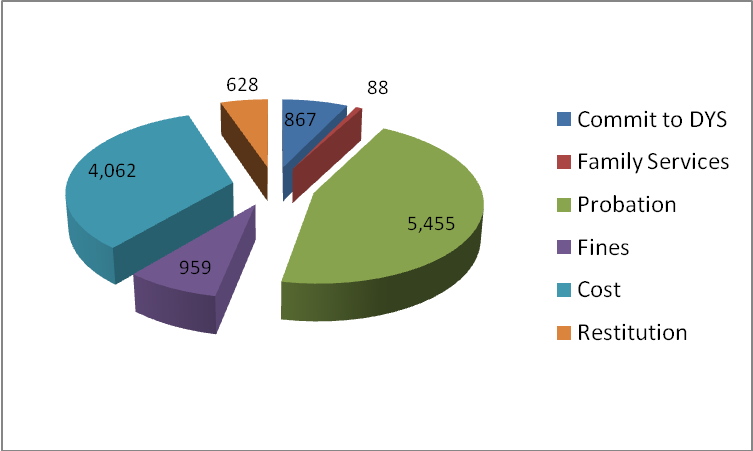 628
867
88
4,062
5,455
959
Commit to DYS
Family Services
Probation
Fines
Cost
Restitution